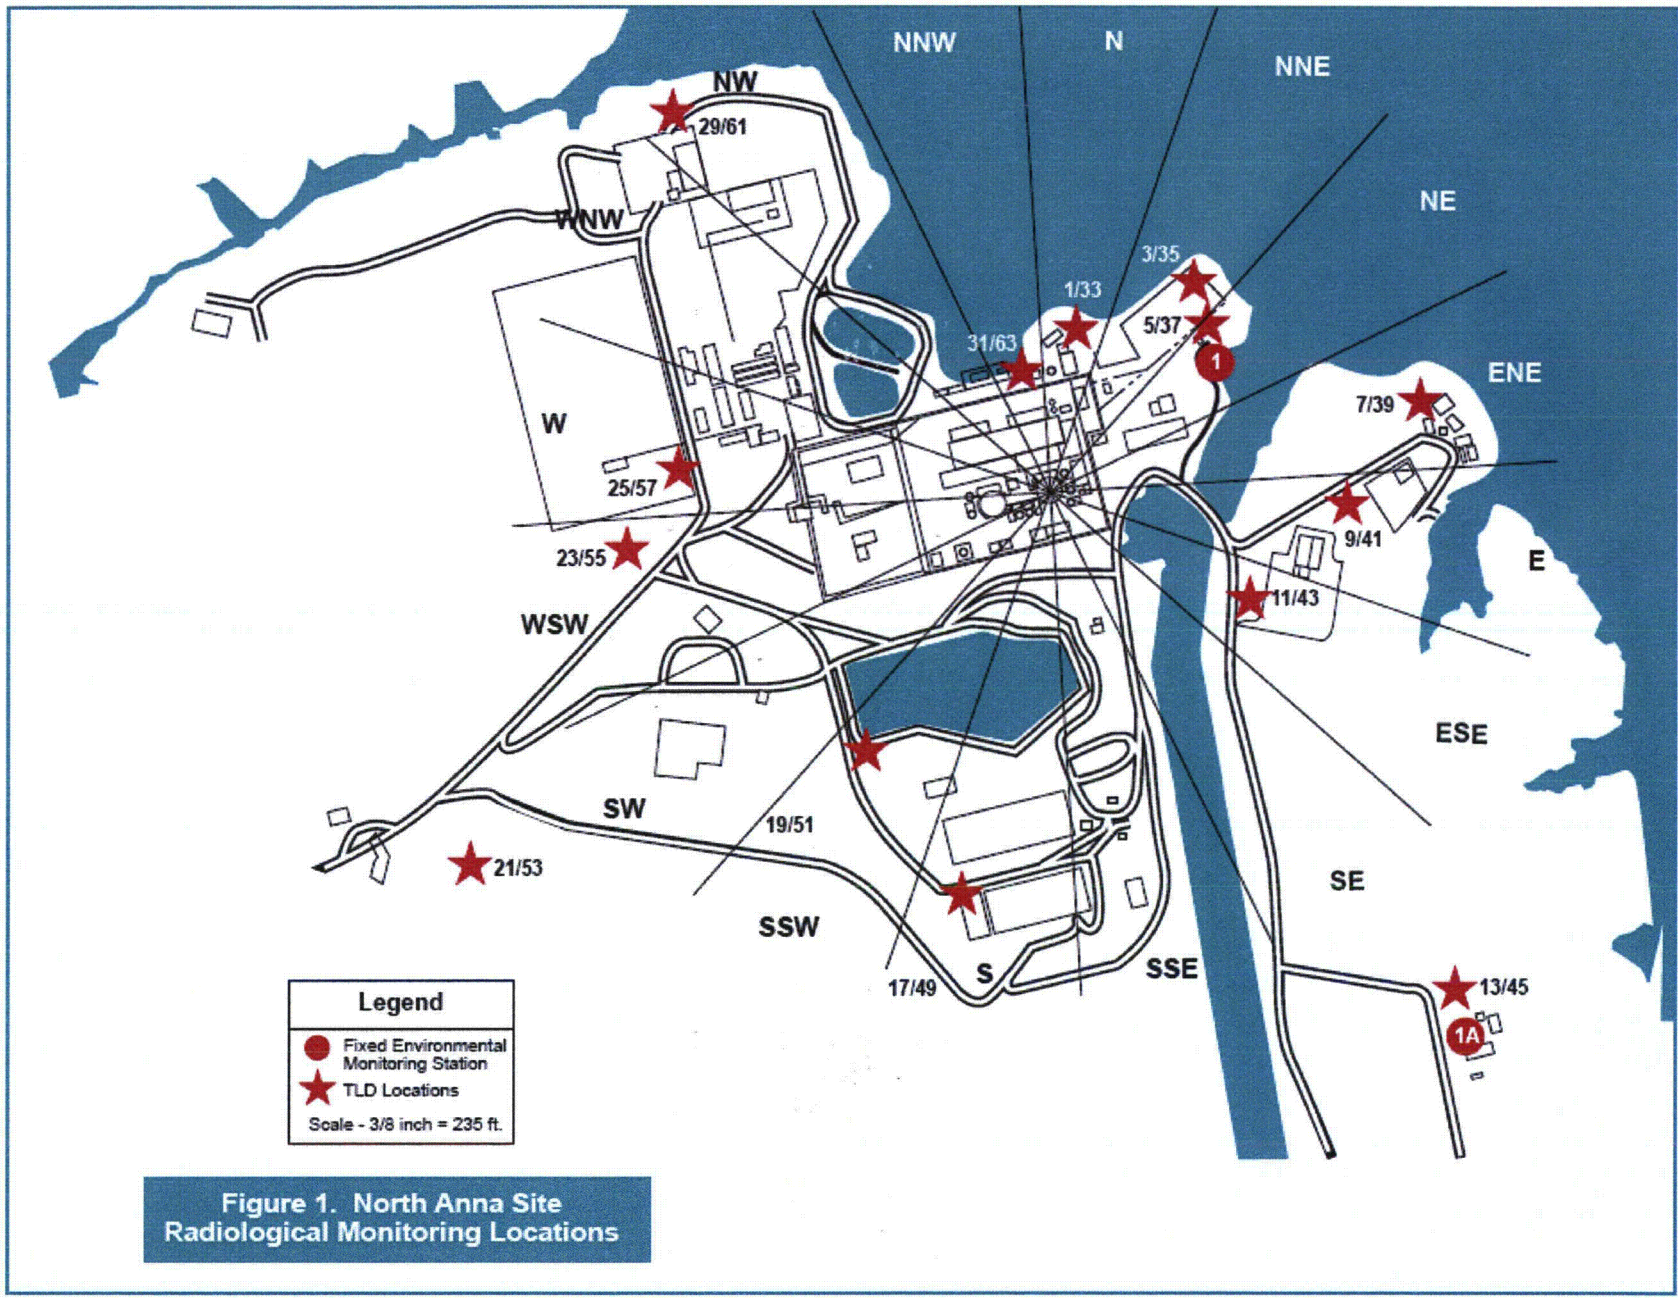 NNW
N
NNE
NW
29/61
NE
WNW
3/35
1/33
5/37
31/63
1
ENE
7/39
W
25/57
23/55
9/41
E
11/43
WSW
ESE
SW
19/51
21/53
SE
SSW
S
SSE
17/49
13/45
1A
Legend
Fixed Environmental
Monitoring Station
TLD Locations
Scale - 3/8 inch = 235 ft.
Figure 1. North Anna Site
Radiological Monitoring Locations